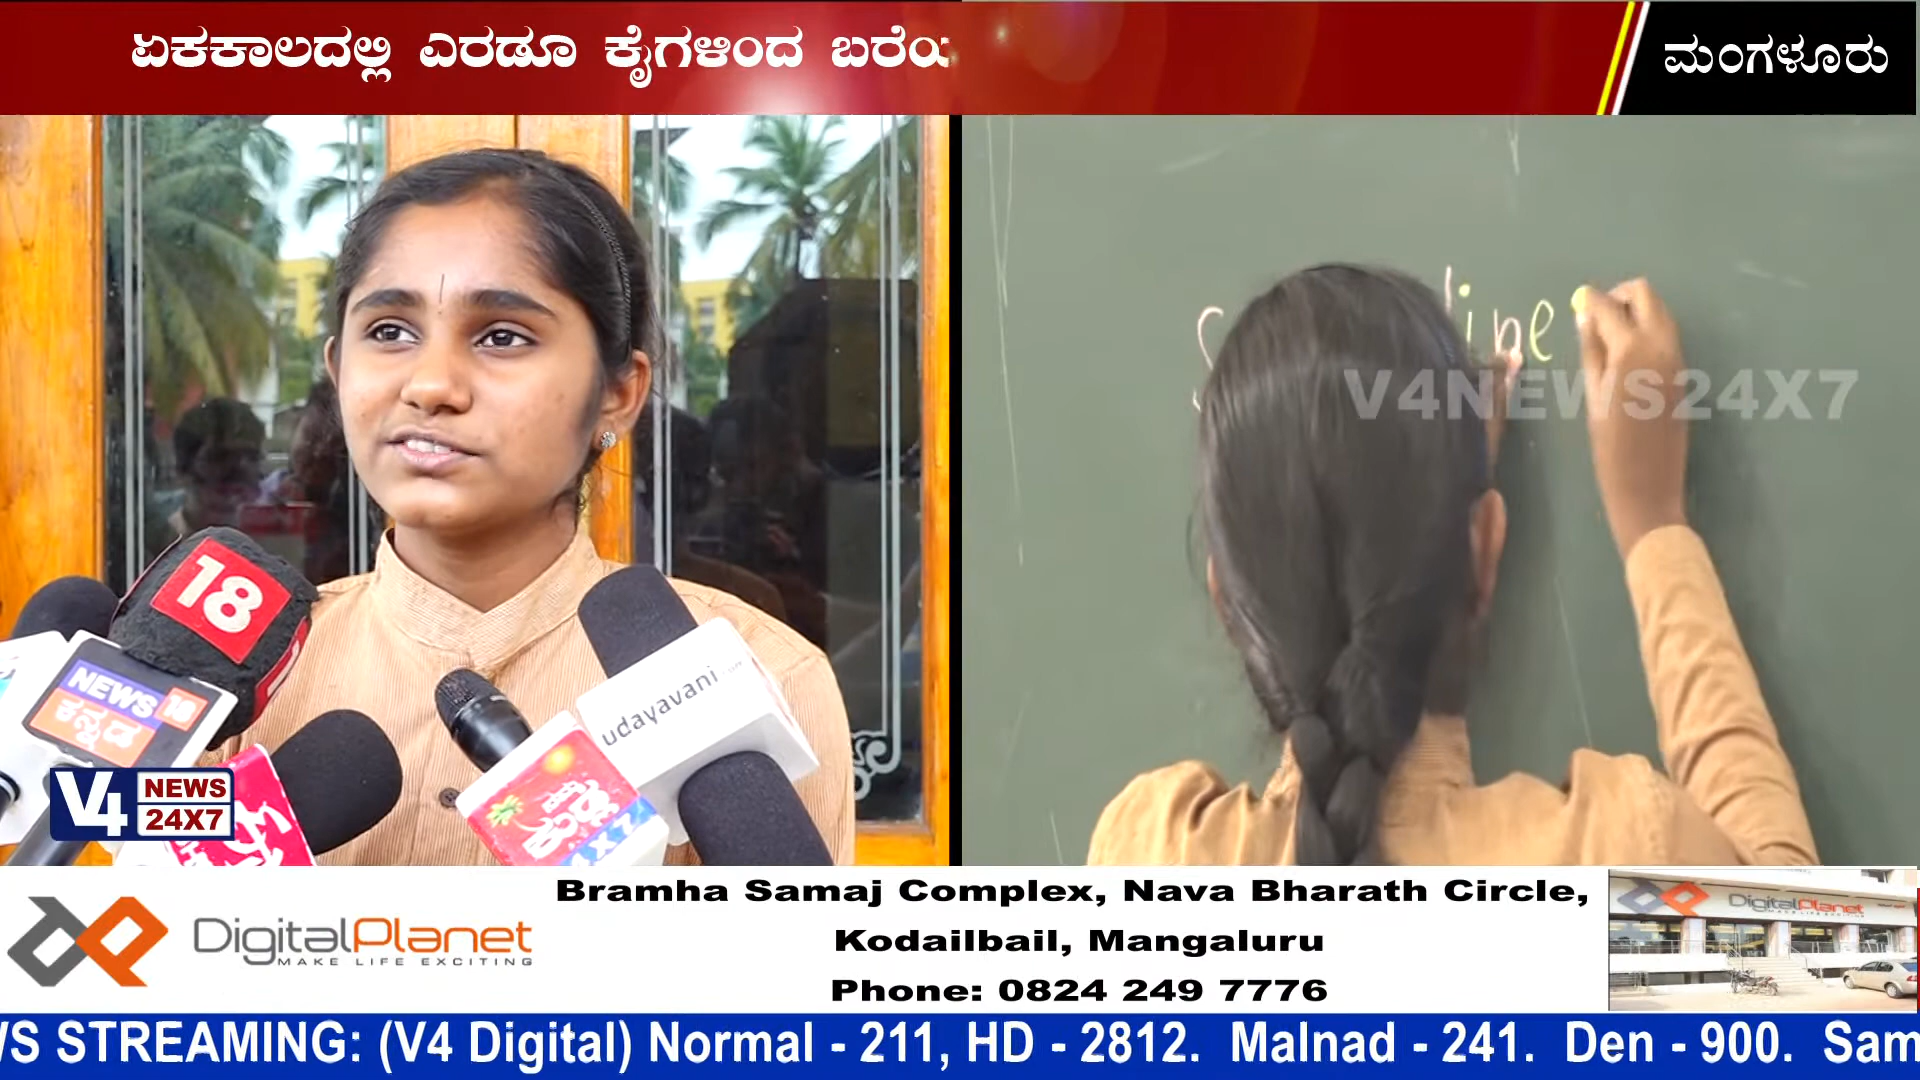 ಏಕಕಾಲದಲ್ಲಿ ಎರಡೂ ಕೈಗಳಿಂದ
ಮಂಗಳೂರು
V4NEWS24X7
18
NEWS 18
ಕನ್ನಡ
udayavani
V4 NEWS
24X7
DigitalPlanet
MAKE LIFE EXCITING
Bramha Samaj Complex, Nava Bharath Circle,
Kodailbail, Mangaluru
Phone: 0824 249 7776
DigitalPlanet
STREAMING: (V4 Digital) Normal - 211, HD - 2812. Malnad - 241. Den - 900.